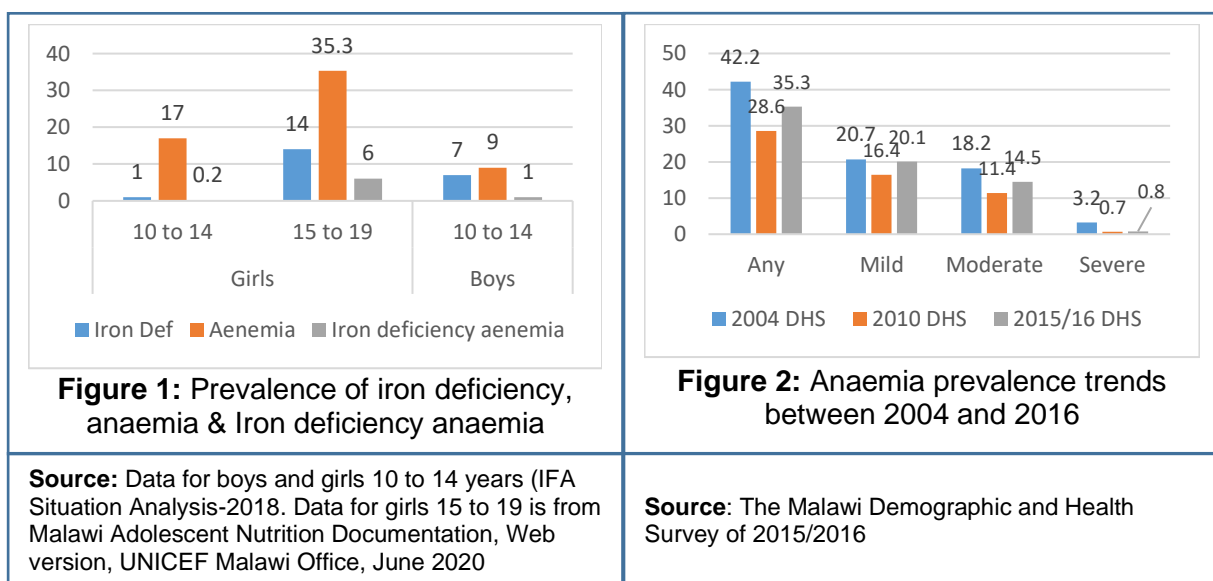 40
30
20
10
0
1
17
0.2
14
35.3
6
7
9
1
10 to 14
15 to 19
10 to 14
Girls
Boys
Iron Def
Aenemia
Iron deficiency aenemia
Figure 1: Prevalence of iron deficiency,
anaemia & Iron deficiency anaemia
50
40
30
20
10
0
42.2
28.6
35.3
20.7
16.4
20.1
18.2
11.4
14.5
3.2
0.7
0.8
Any
Mild
Moderate
Severe
2004 DHS
2010 DHS
2015/16 DHS
Figure 2: Anaemia prevalence trends
between 2004 and 2016
Source: Data for boys and girls 10 to 14 years (IFA
Situation Analysis-2018. Data for girls 15 to 19 is from
Malawi Adolescent Nutrition Documentation, Web
version, UNICEF Malawi Office, June 2020
Source: The Malawi Demographic and Health
Survey of 2015/2016